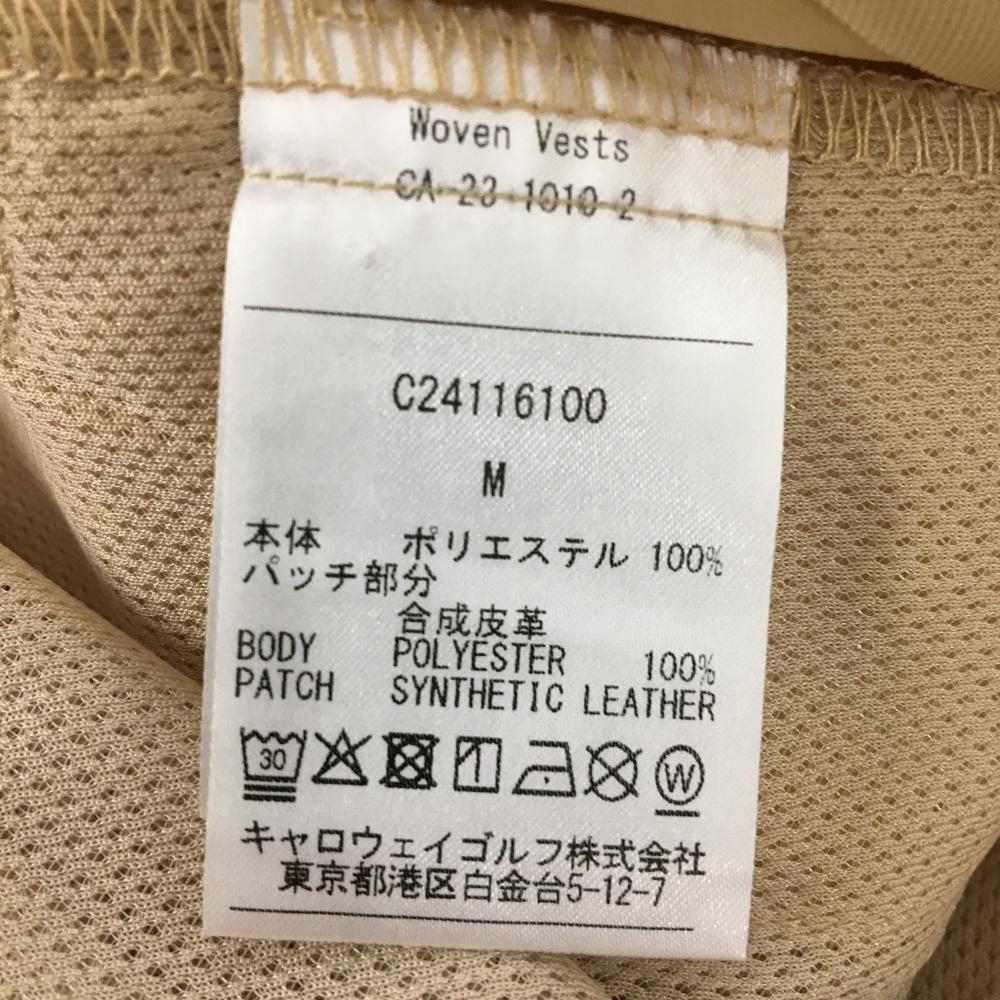 Woven Vests
CA-23-1010-2
C24116100
M
本体 ポリエステル 100%
パッチ部分
合成皮革
BODY POLYESTER 100%
PATCH SYNTHETIC LEATHER
30 W
キャロウェイゴルフ株式会社
東京都港区白金台5-12-7